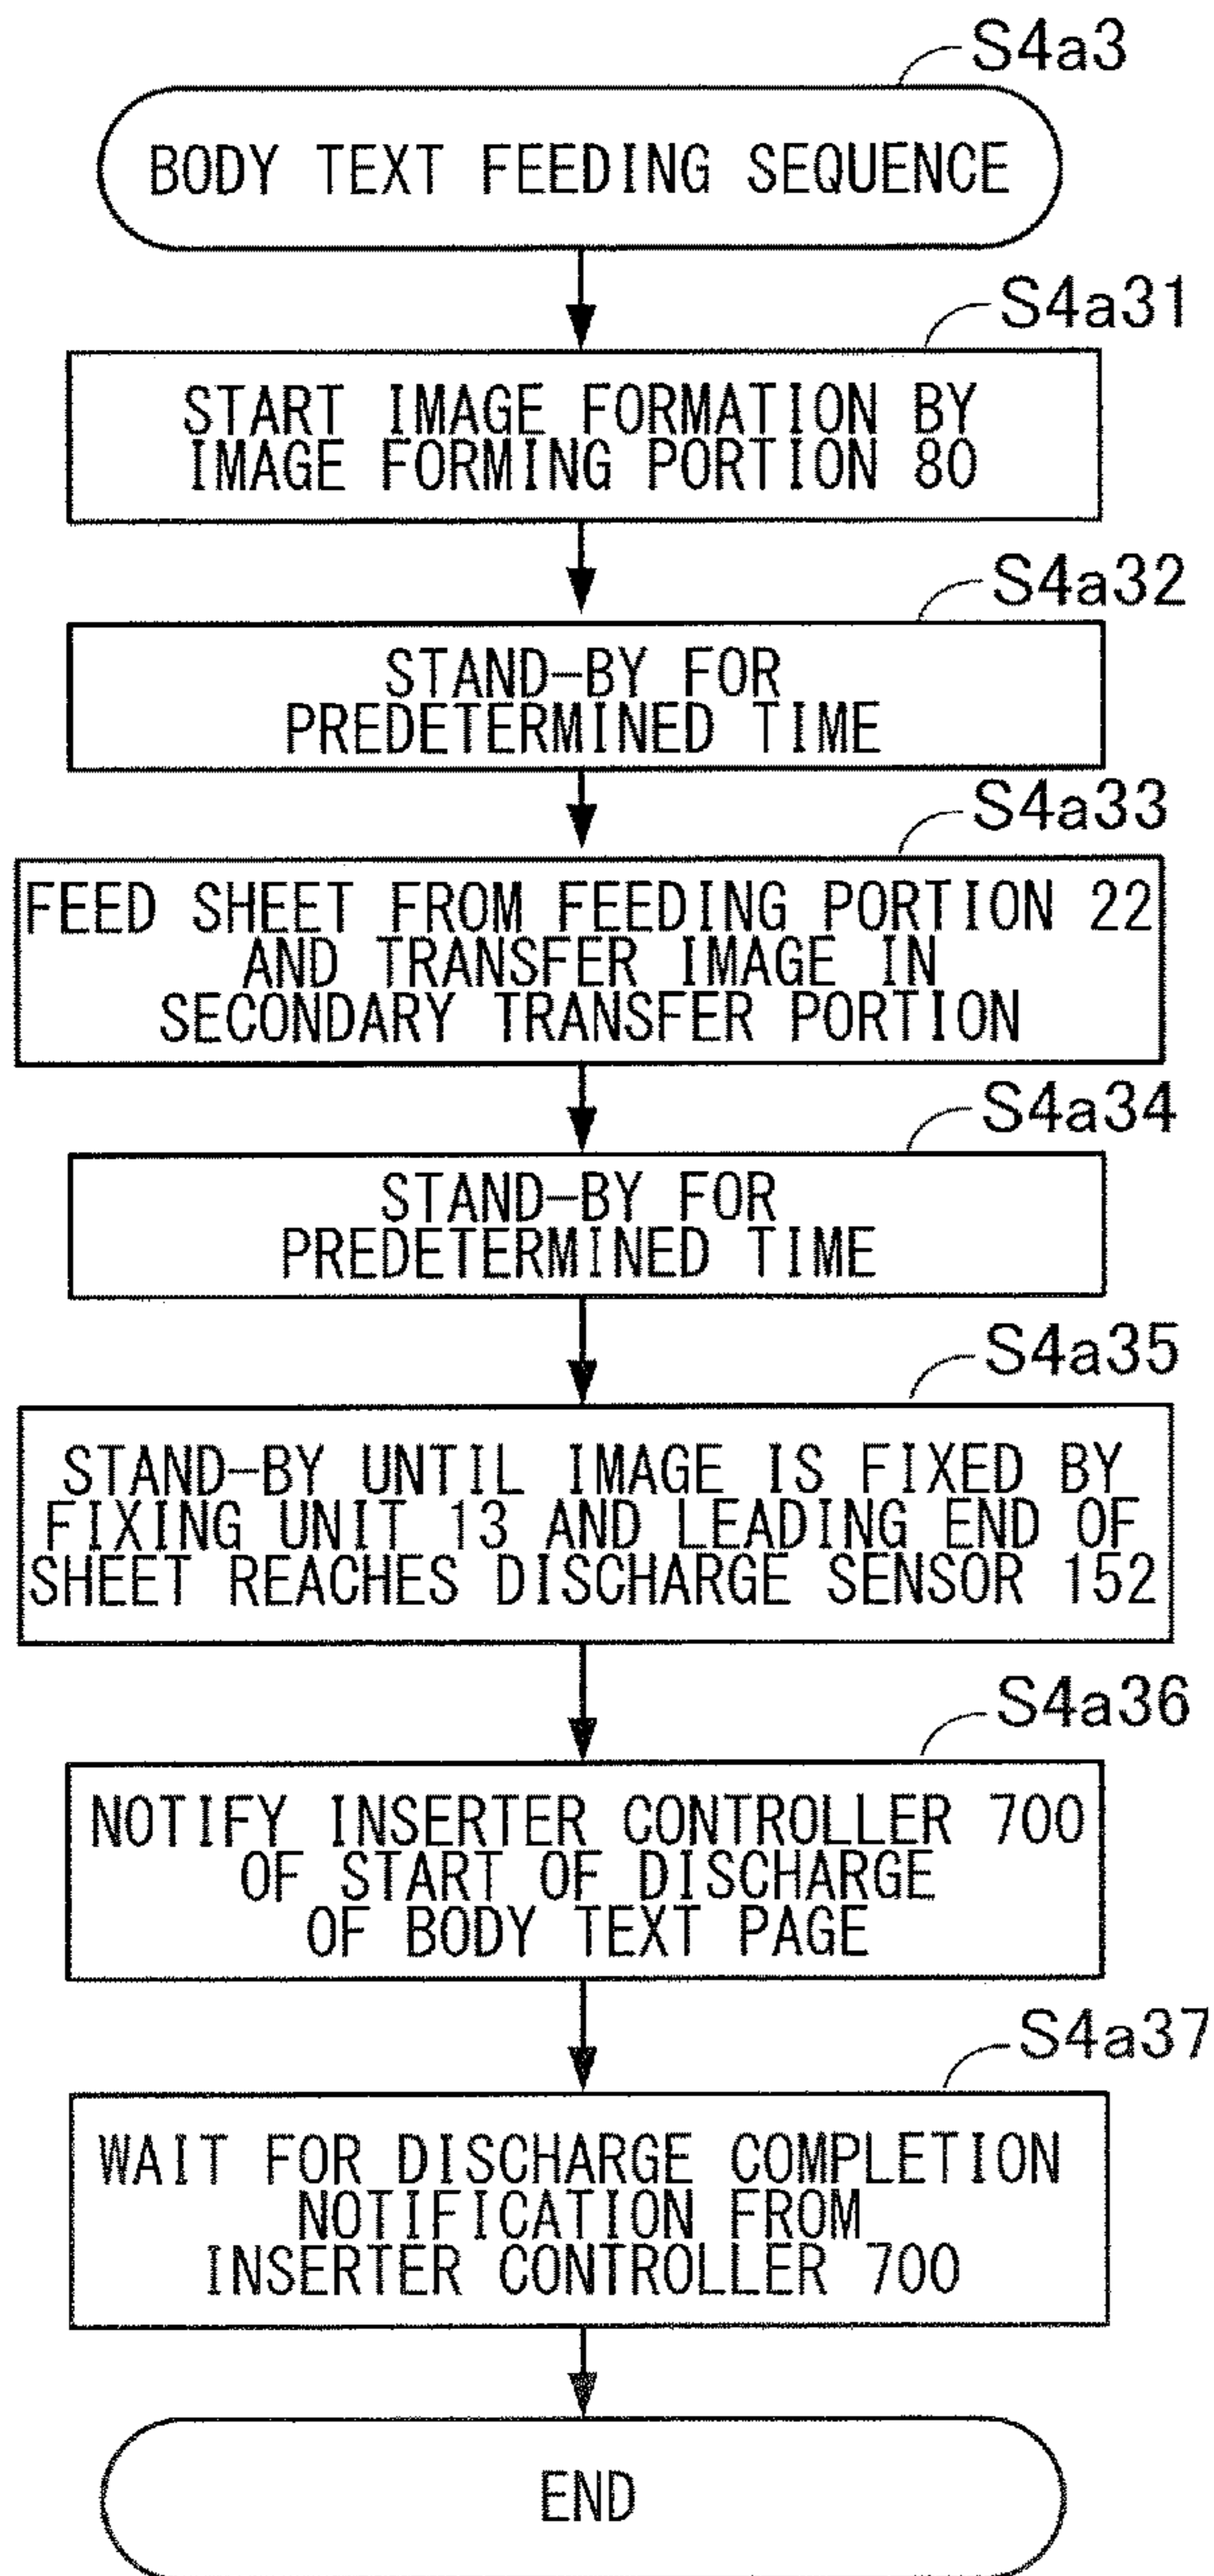 S4a3
BODY TEXT FEEDING SEQUENCE
S4a31
START IMAGE FORMATION BY
IMAGE FORMING PORTION 80
S4a32
STAND-BY FOR
PREDETERMINED TIME
S4a33
FEED SHEET FROM FEEDING PORTION 22
AND TRANSFER IMAGE IN
SECONDARY TRANSFER PORTION
S4a34
STAND-BY FOR
PREDETERMINED TIME
S4a35
STAND-BY UNTIL IMAGE IS FIXED BY
FIXING UNIT 13 AND LEADING END OF
SHEET REACHES DISCHARGE SENSOR 152
S4a36
NOTIFY INSERTER CONTROLLER 700
OF START OF DISCHARGE
OF BODY TEXT PAGE
S4a37
WAIT FOR DISCHARGE COMPLETION
NOTIFICATION FROM
INSERTER CONTROLLER 700
END